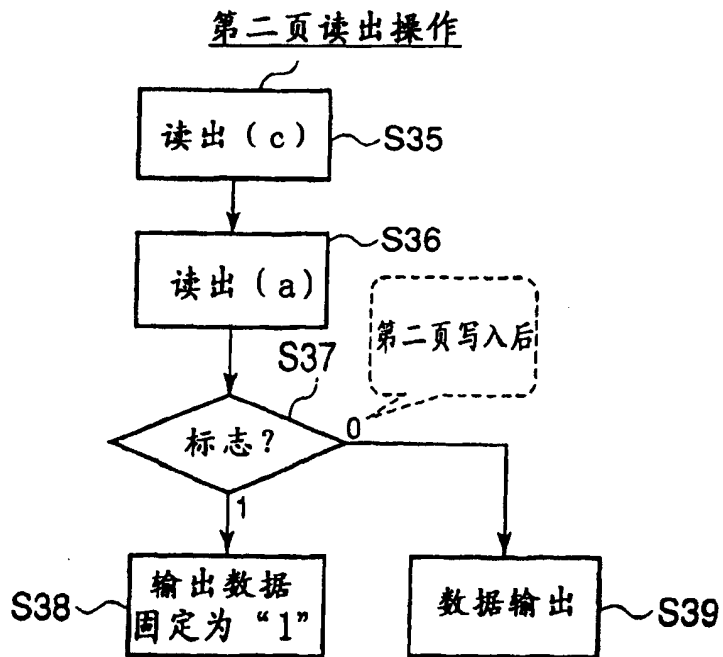 第二页读出操作
读出(c)
S35
S36
读出(a)
第二页写入后
S37
标志?
0
1
输出数据
固定为“1”
S38
数据输出
S39